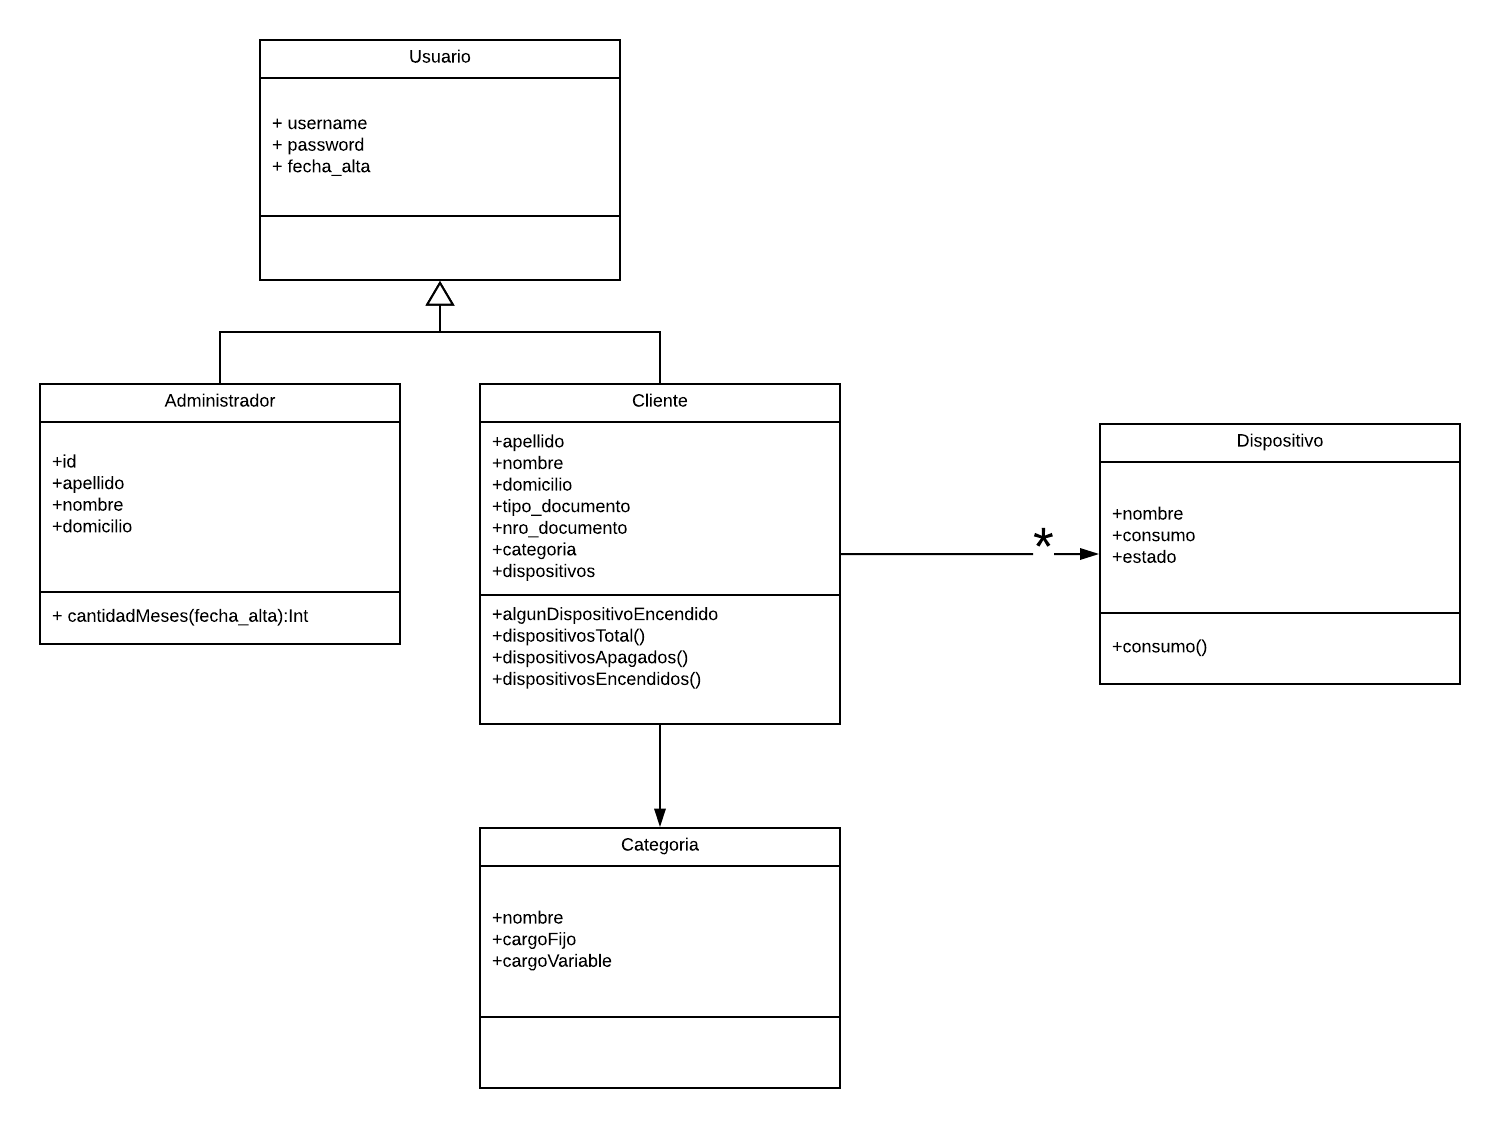 Usuario
+ username
+ password
+ fecha_alta
Administrador
+id
+apellido
+nombre
+domicilio
+ cantidadMeses(fecha_alta):Int
Cliente
+apellido
+nombre
+domicilio
+tipo_documento
+nro_documento
+categoria
+dispositivos
+algunDispositivoEncendido
+dispositivosTotal()
+dispositivosApagados()
+dispositivosEncendidos()
*
Dispositivo
+nombre
+consumo
+estado
+consumo()
Categoria
+nombre
+cargoFijo
+cargoVariable